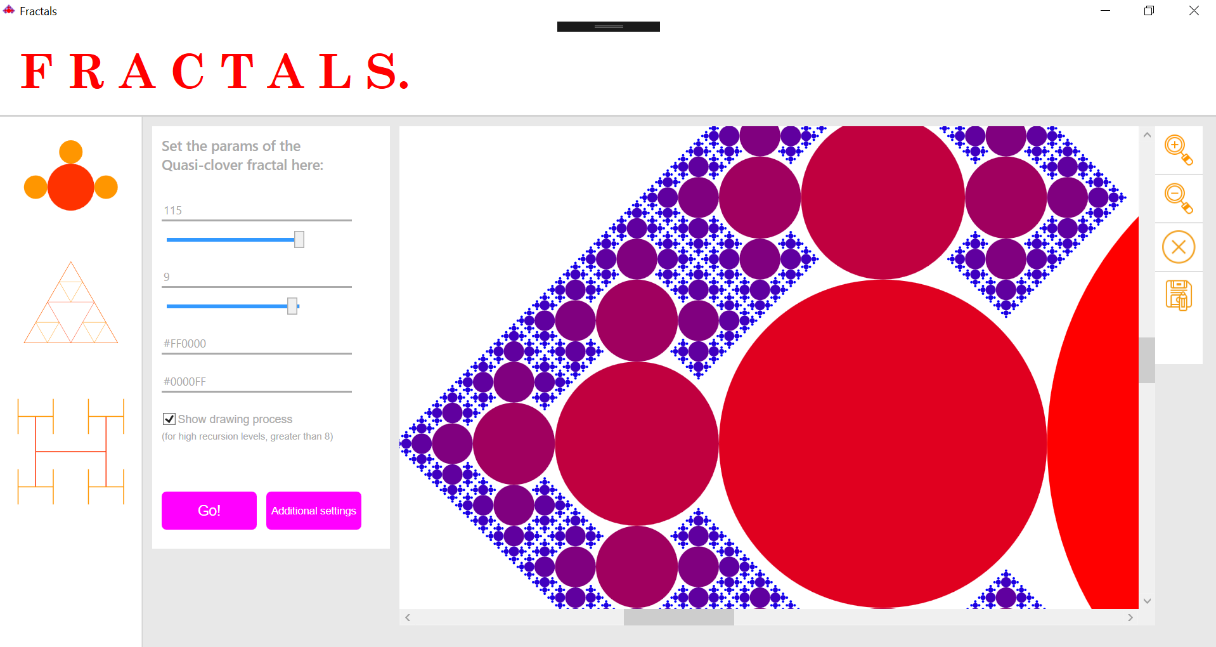 Fractals
F R A C T A L S.
Set the params of the
Quasi-clover fractal here:
115
9
#FF0000
#0000FF
Show drawing process
(for high recursion levels, greater than 8)
Go!
Additional settings